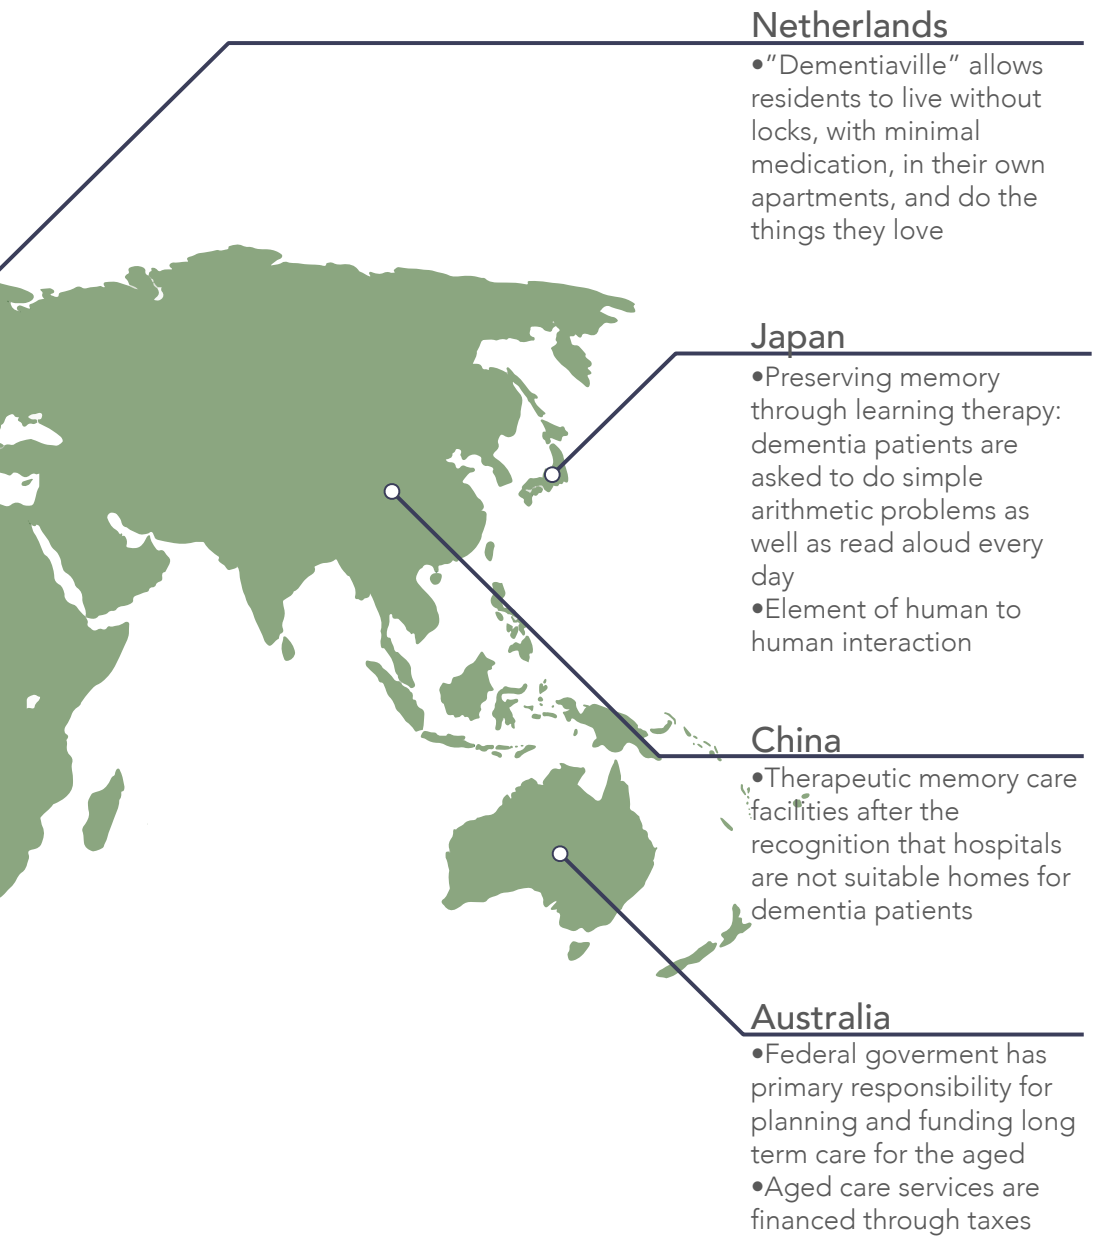 Netherlands
•”Dementiaville” allows
residents to live without
locks, with minimal
medication, in their own
apartments, and do the
things they love
Japan
•Preserving memory
through learning therapy:
dementia patients are
asked to do simple
arithmetic problems as
well as read aloud every
day
•Element of human to
human interaction
China
•Therapeutic memory care
facilities after the
recognition that hospitals
are not suitable homes for
dementia patients
Australia
•Federal goverment has
primary responsibility for
planning and funding long
term care for the aged
•Aged care services are
financed through taxes